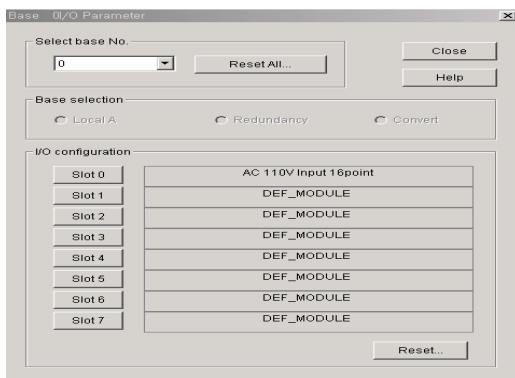 Base 0I/O Parameter
Select base No.
0
Reset All...
Close
Help
Base selection
Local A
Redundancy
Convert
I/O configuration
Slot 0 AC 110V Input 16point
Slot 1 DEF_MODULE
Slot 2 DEF_MODULE
Slot 3 DEF_MODULE
Slot 4 DEF_MODULE
Slot 5 DEF_MODULE
Slot 6 DEF_MODULE
Slot 7 DEF_MODULE
Reset...